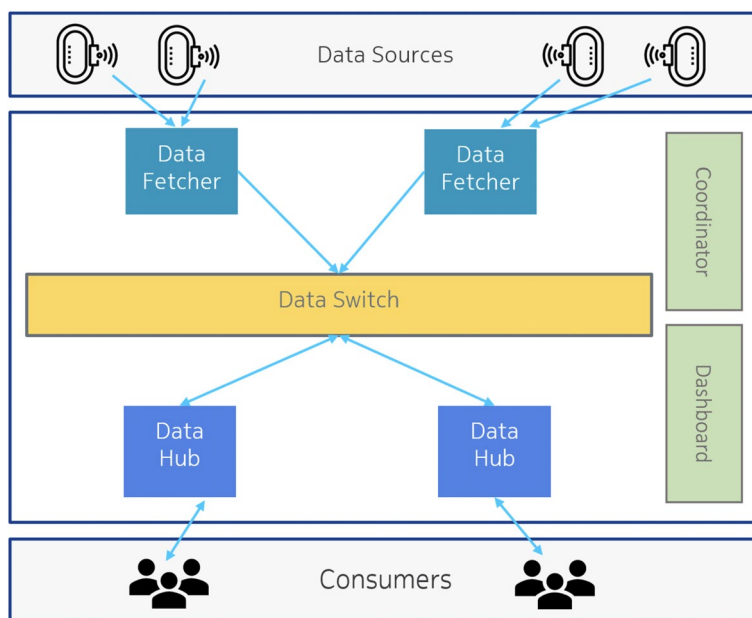 Data Sources
Data
Fetcher
Data
Fetcher
Coordinator
Data Switch
Dashboard
Data
Hub
Data
Hub
Consumers